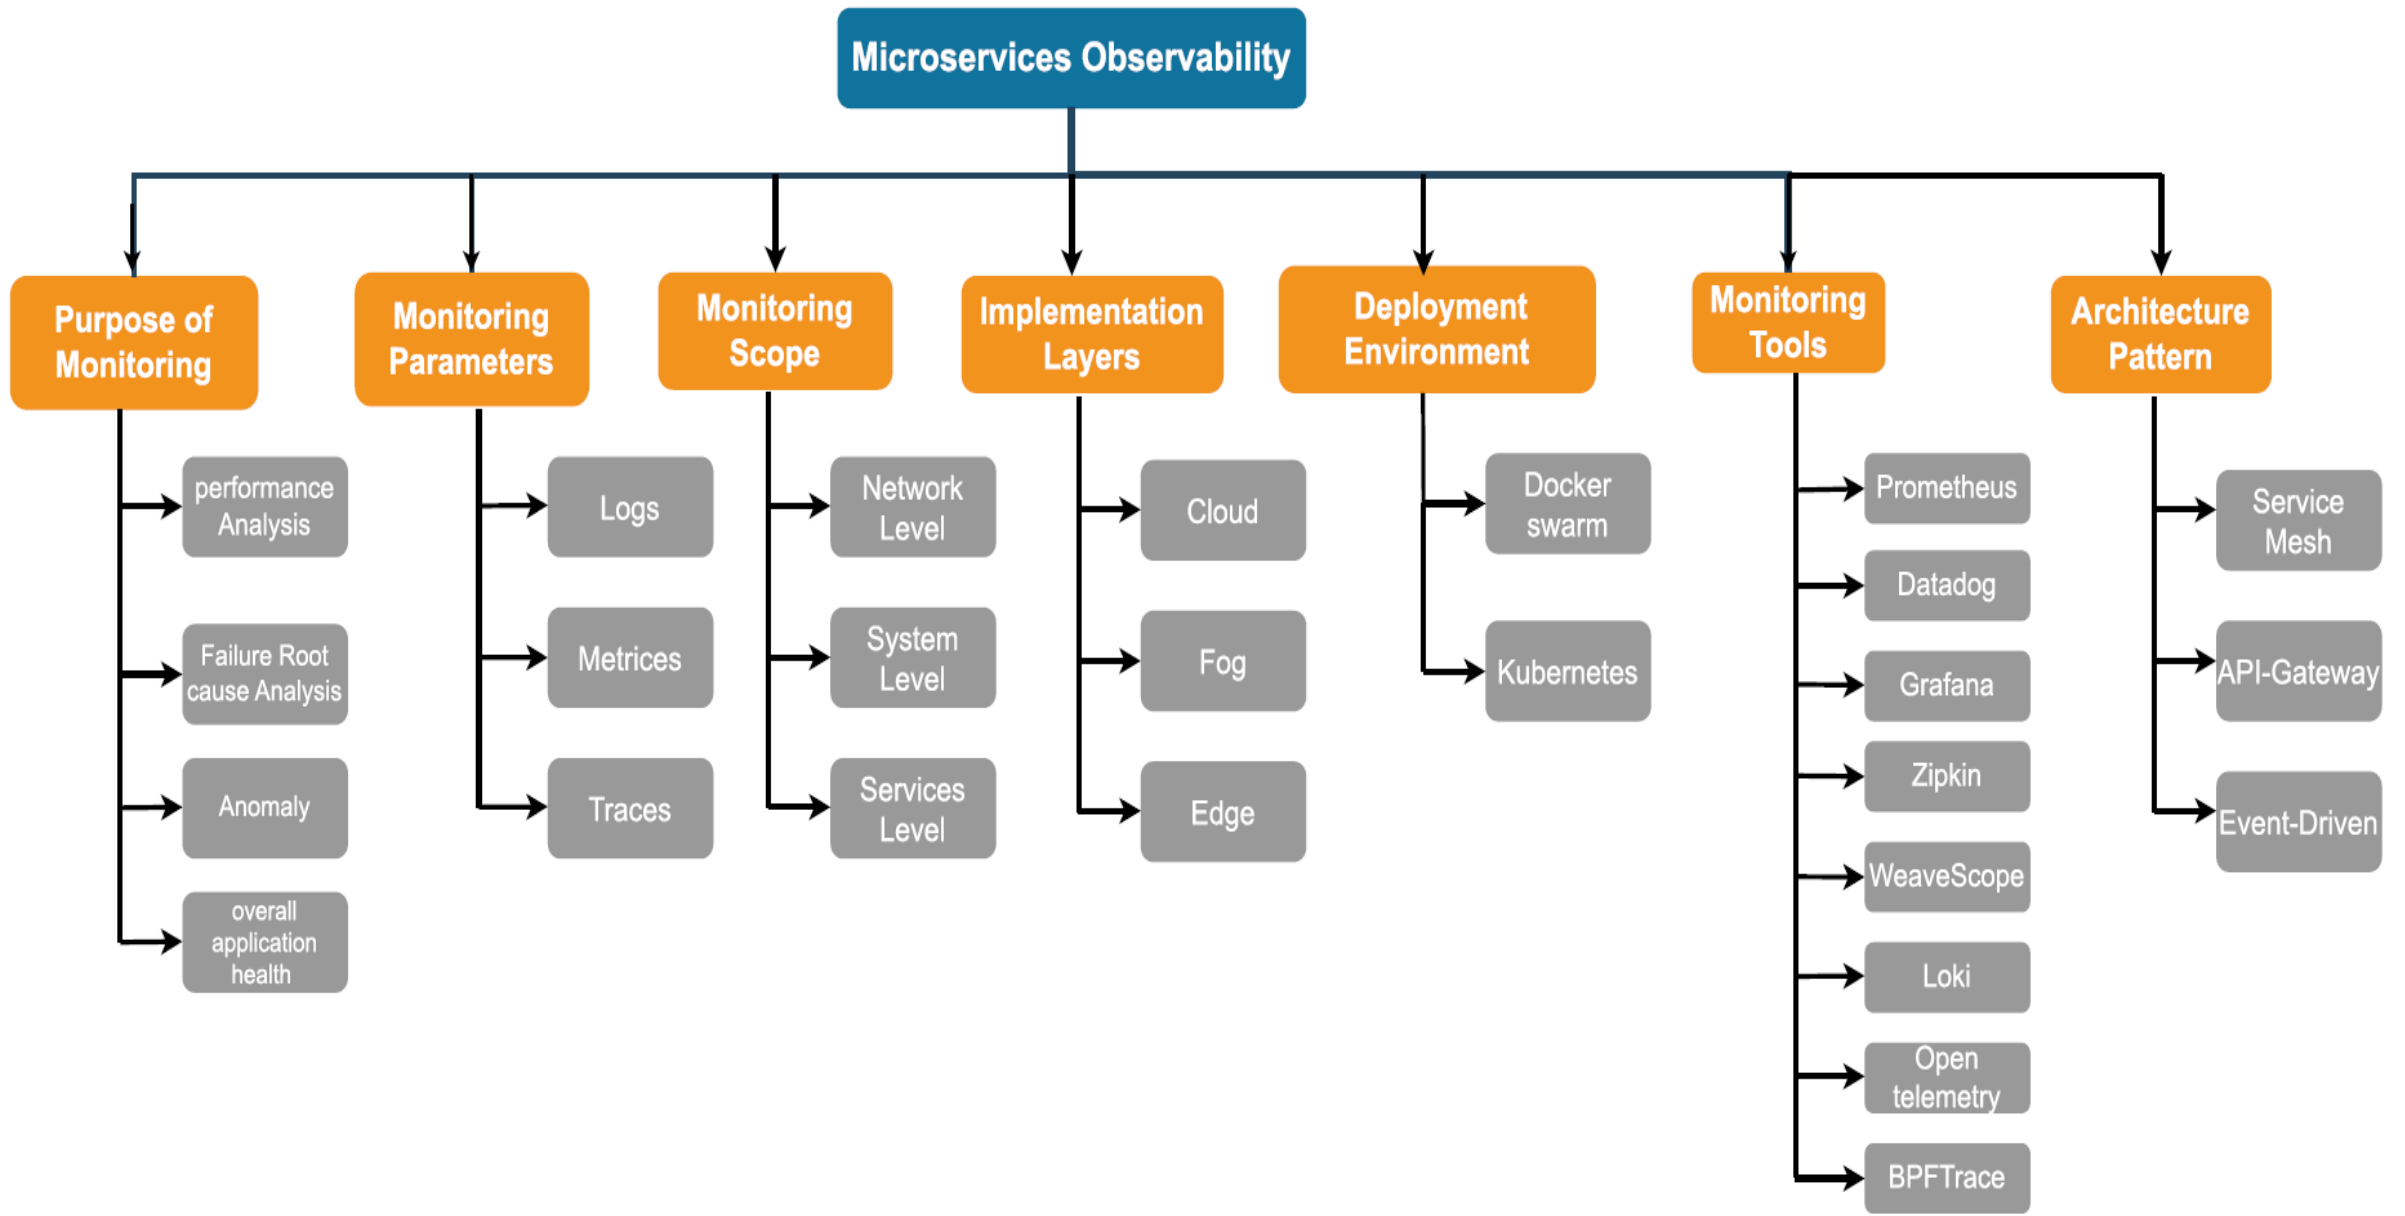 Microservices Observability
Purpose of
Monitoring
performance
Analysis
Failure Root
cause Analysis
Anomaly
overall
application
health
Monitoring
Parameters
Logs
Metrices
Traces
Monitoring
Scope
Network
Level
System
Level
Services
Level
Implementation
Layers
Cloud
Fog
Edge
Deployment
Environment
Docker
swarm
Kubernetes
Monitoring
Tools
Prometheus
Datadog
Grafana
Zipkin
WeaveScope
Loki
Open
telemetry
BPFTrace
Architecture
Pattern
Service
Mesh
API-Gateway
Event-Driven